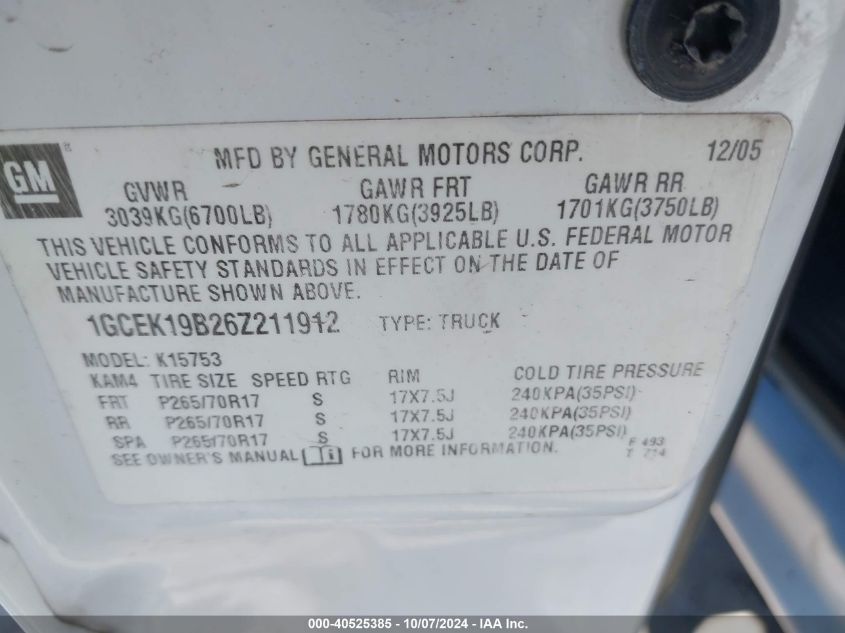 GM
MFD BY GENERAL MOTORS CORP. 12/05
GVWR GAWR FRT GAWR RR
3039KG(6700LB) 1780KG(3925LB) 1701KG(3750LB)
THIS VEHICLE CONFORMS TO ALL APPLICABLE U.S. FEDERAL MOTOR
VEHICLE SAFETY STANDARDS IN EFFECT ON THE DATE OF
MANUFACTURE SHOWN ABOVE.
1GCEK19B26Z211912 TYPE: TRUCK
MODEL: K15753
KAM4 TIRE SIZE SPEED RTG RIM COLD TIRE PRESSURE
FRT P265/70R17 S 17X7.5J 240KPA(35PSI)
RR P265/70R17 S 17X7.5J 240KPA(35PSI)
SPA P265/70R17 S 17X7.5J 240KPA(35PSI)
SEE OWNER'S MANUAL FOR MORE INFORMATION.
F 493
T 714
000-40525385 - 10/07/2024 - IAA Inc.